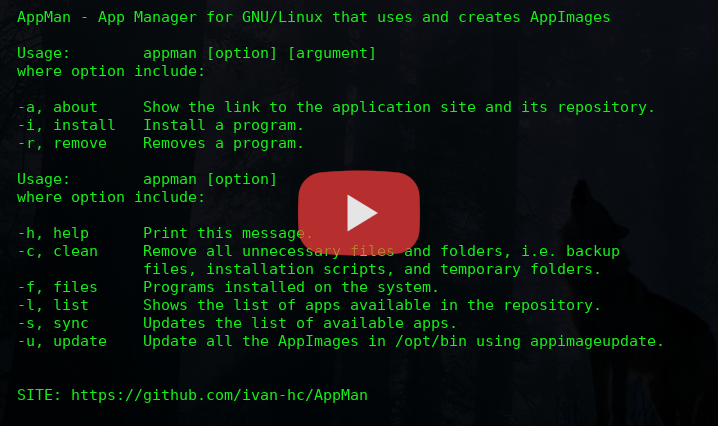 AppMan - App Manager for GNU/Linux that uses and creates AppImages
Usage: appman [option] [argument]
where option include:
-a, about Show the link to the application site and its repository.
-i, install Install a program.
-r, remove Removes a program.
Usage: appman [option]
where option include:
-h, help Print this message.
-c, clean Remove all unnecessary files and folders, i.e. backup
files, installation scripts, and temporary folders.
-f, files Programs installed on the system.
-l, list Shows the list of apps available in the repository.
-s, sync Updates the list of available apps.
-u, update Update all the AppImages in /opt/bin using appimageupdate.
SITE: https://github.com/ivan-hc/AppMan